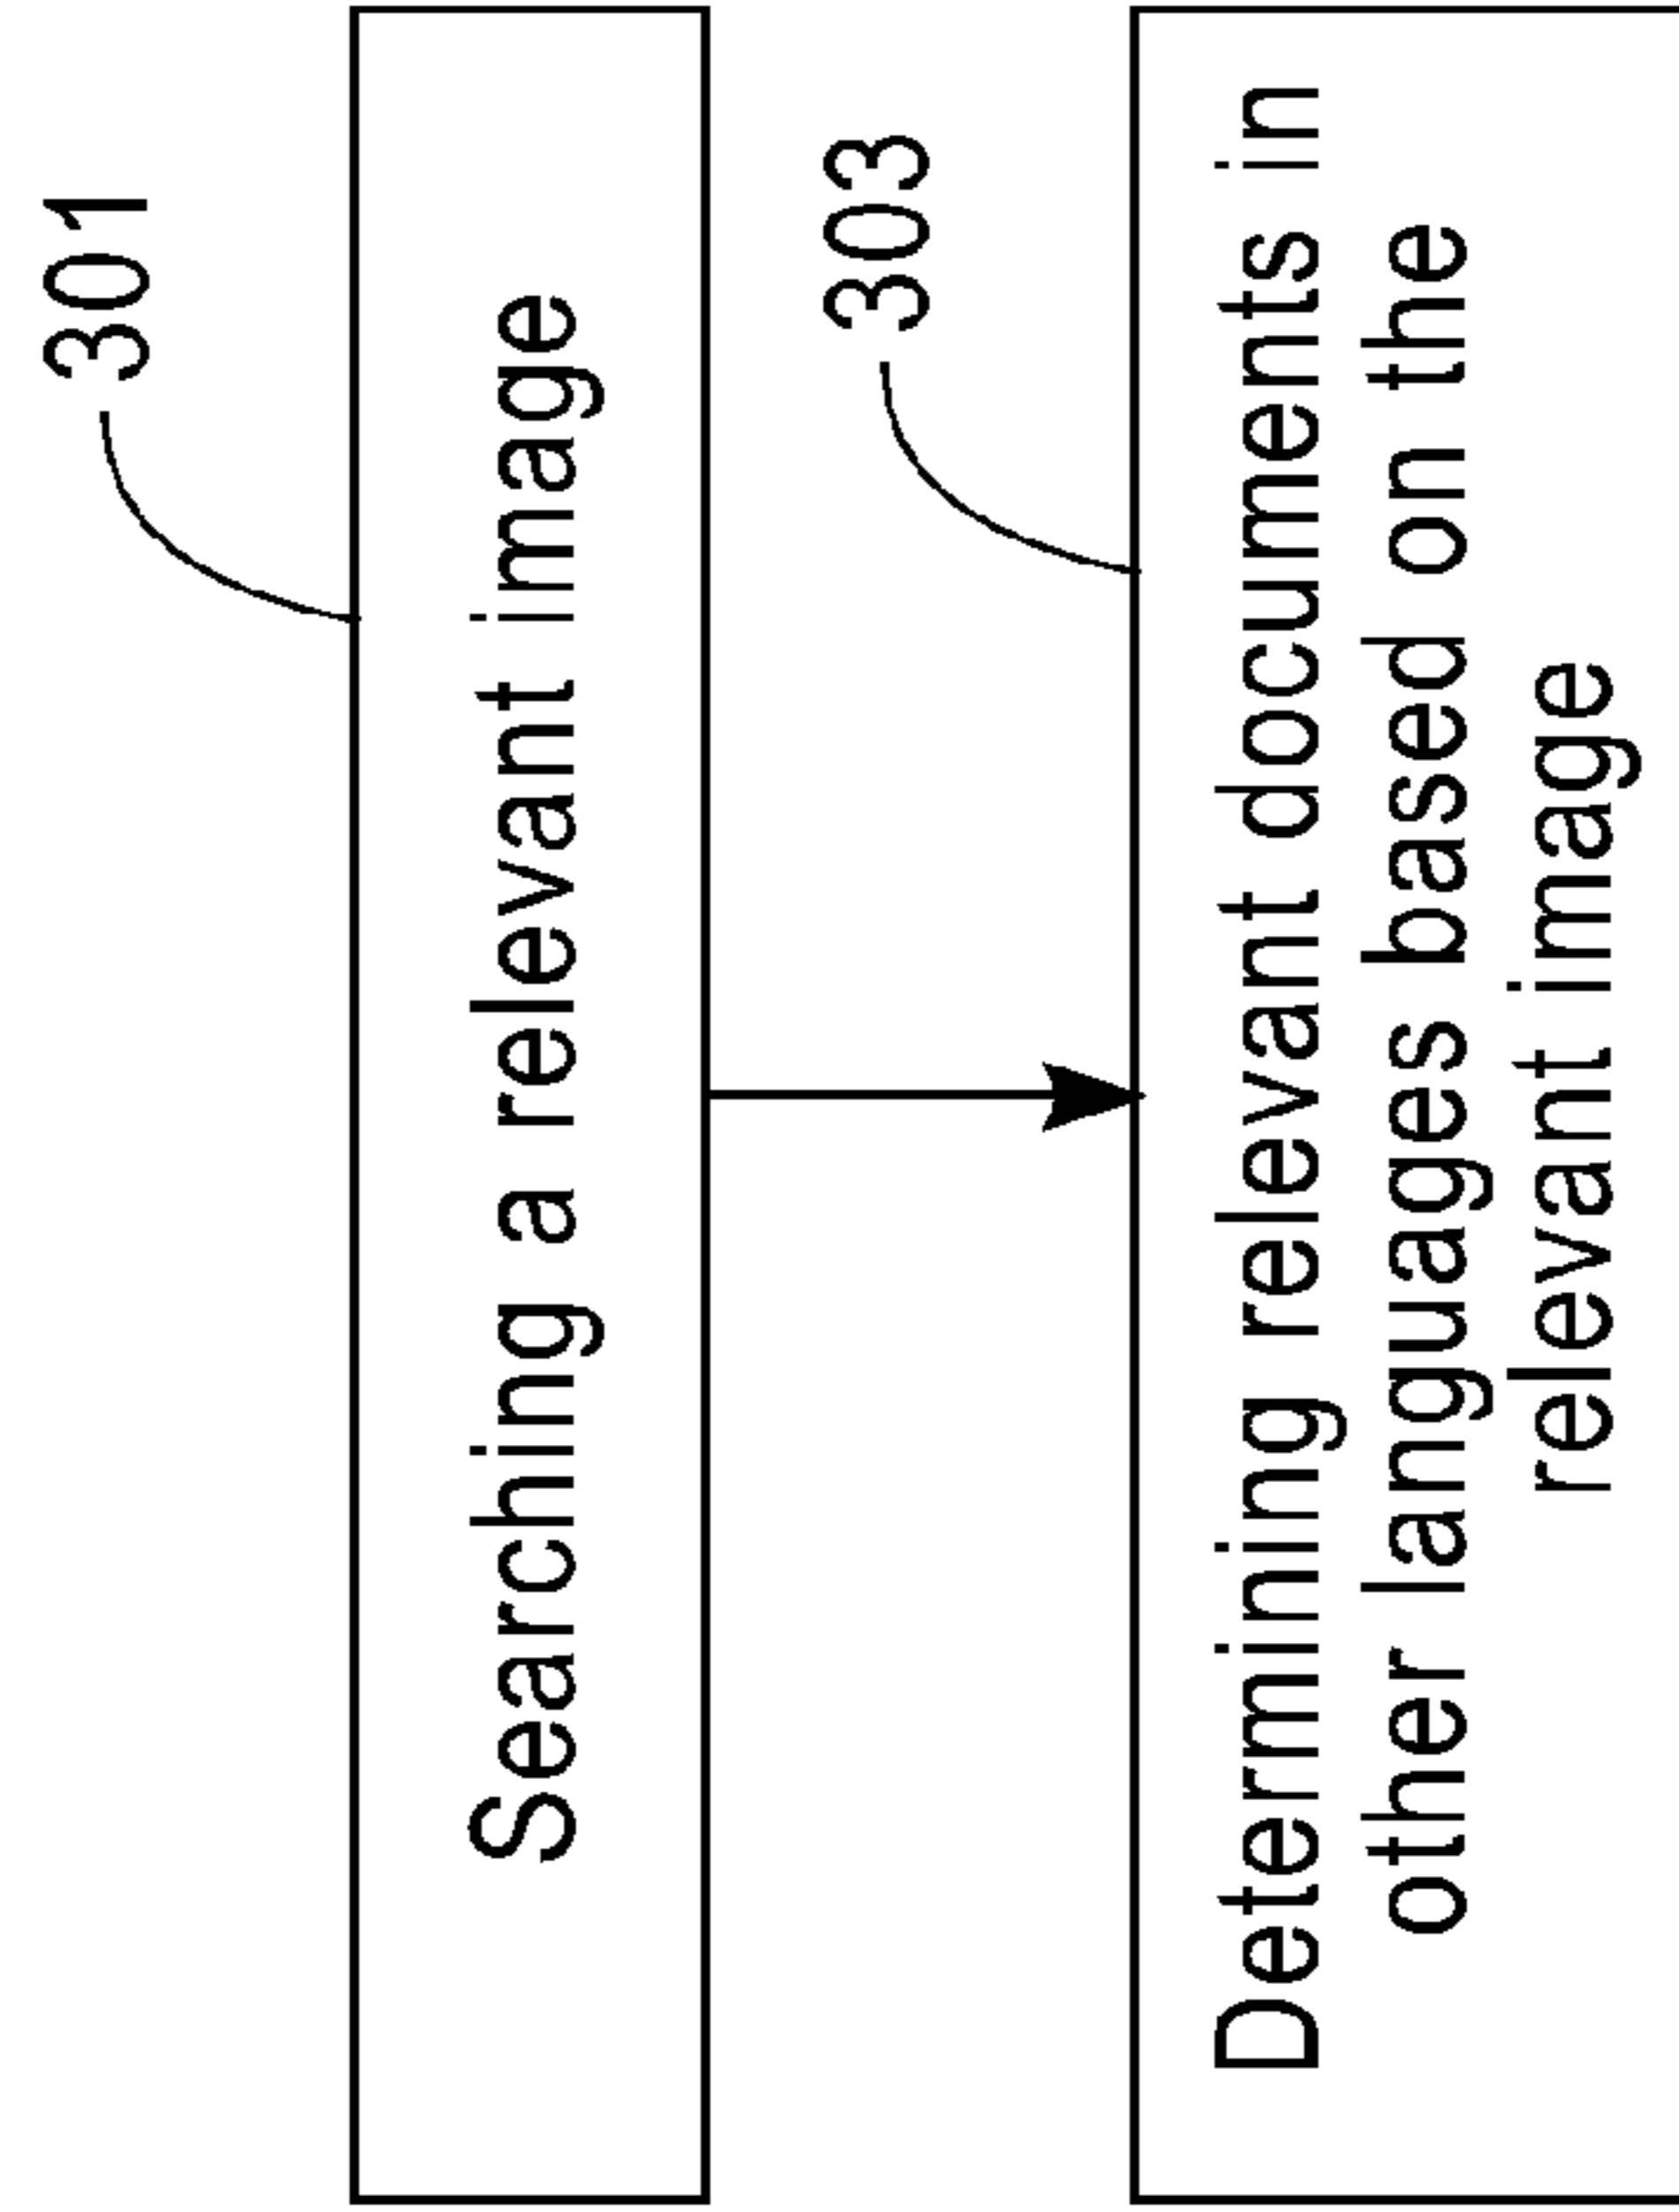 301
Searching a relevant image
303
Determining relevant documents in
other languages based on the
relevant image